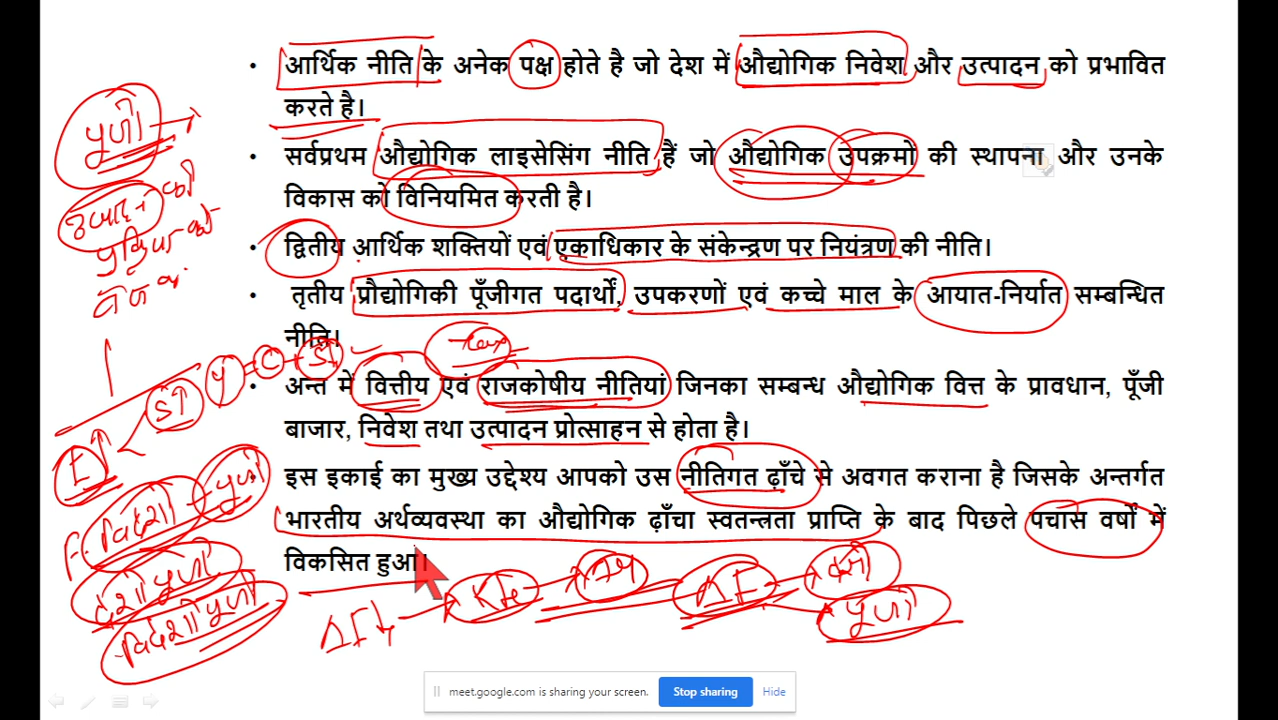 • आर्थिक नीति के अनेक पक्ष होते है जो देश में औद्योगिक निवेश और उत्पादन को प्रभावित
करते है।
• सर्वप्रथम औद्योगिक लाइसेसिंग नीति हैं जो औद्योगिक उपक्रमो की स्थापना और उनके
विकास को विनियमित करती है।
• द्वितीय आर्थिक शक्तियों एवं एकाधिकार के संकेन्द्रण पर नियंत्रण की नीति।
• तृतीय प्रौद्योगिकी पूँजीगत पदार्थो, उपकरणों एवं कच्चे माल के आयात-निर्यात सम्बन्धित
नीति।
• अन्त में वित्तीय एवं राजकोषीय नीतियां जिनका सम्बन्ध औद्योगिक वित्त के प्रावधान, पूँजी
बाजार, निवेश तथा उत्पादन प्रोत्साहन से होता है।
इस इकाई का मुख्य उद्देश्य आपको उस नीतिगत ढ़ाँचे से अवगत कराना है जिसके अन्तर्गत
भारतीय अर्थव्यवस्था का औद्योगिक ढ़ाँचा स्वतन्त्रता प्राप्ति के बाद पिछले पचास वर्षो में
विकसित हुआ।
पूजी
उत्पादन की
tax
S↑ Y = C + S↑
E↑
विदेशी पूजी
देशी पूजी
विदेशी पूजी
ΔI
पूजी
meet.google.com is sharing your screen. Stop sharing Hide